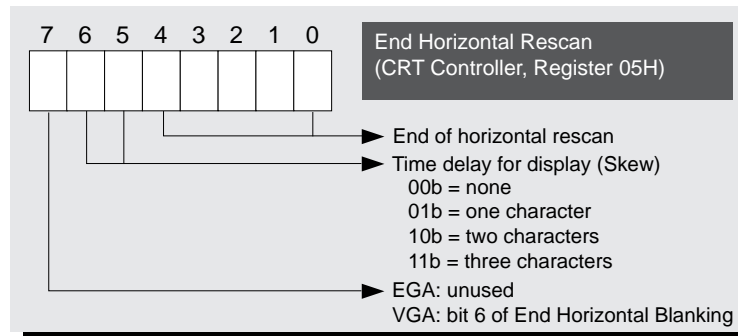 7 6 5 4 3 2 1 0
End Horizontal Rescan
(CRT Controller, Register 05H)
End of horizontal rescan
Time delay for display (Skew)
00b = none
01b = one character
10b = two characters
11b = three characters
EGA: unused
VGA: bit 6 of End Horizontal Blanking